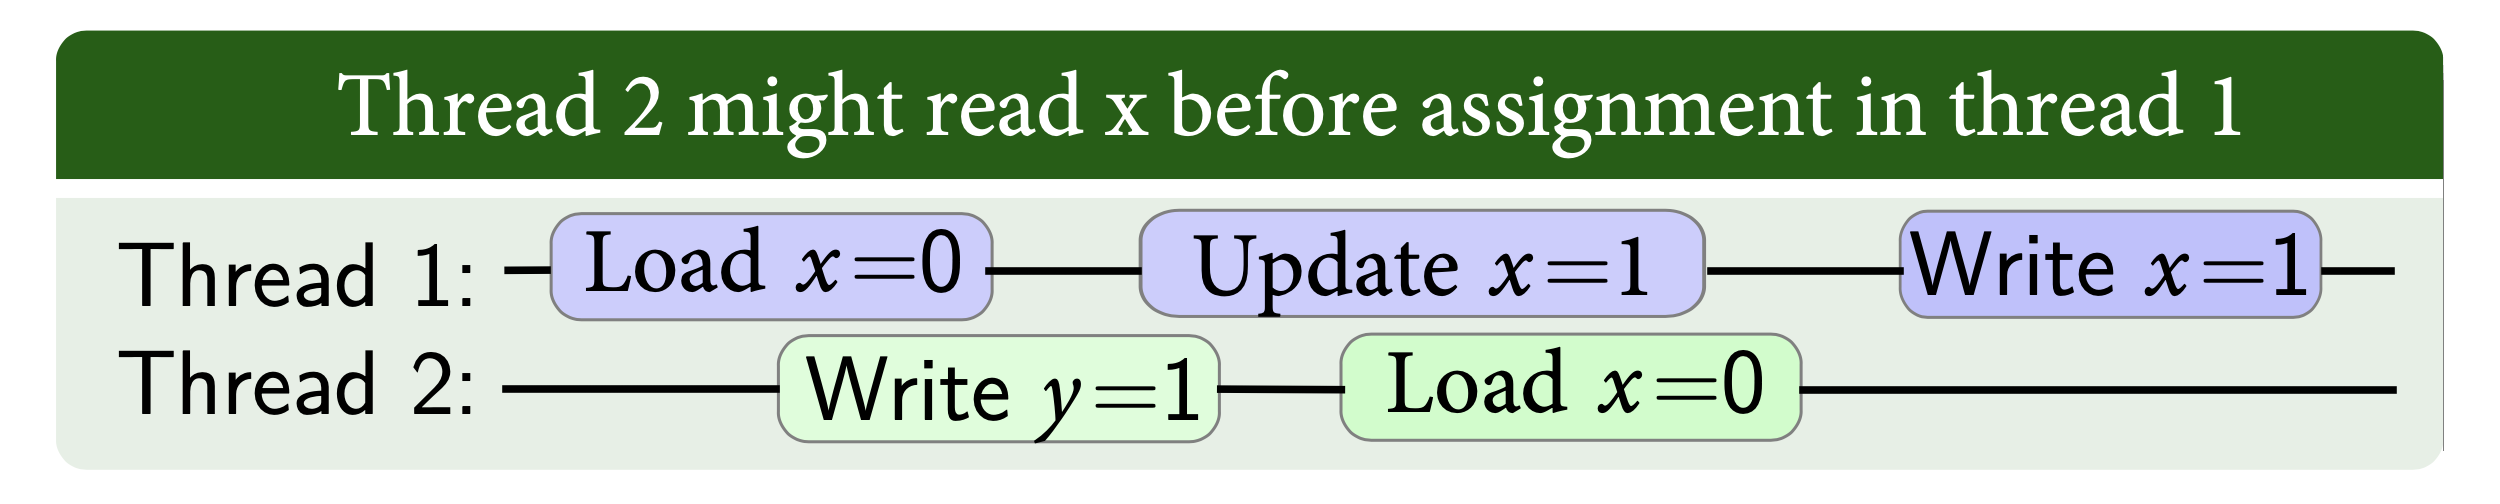 Thread 2 might read x before assignment in thread 1
Thread 1: Load x=0 Update x=1 Write x=1
Thread 2: Write y=1 Load x=0